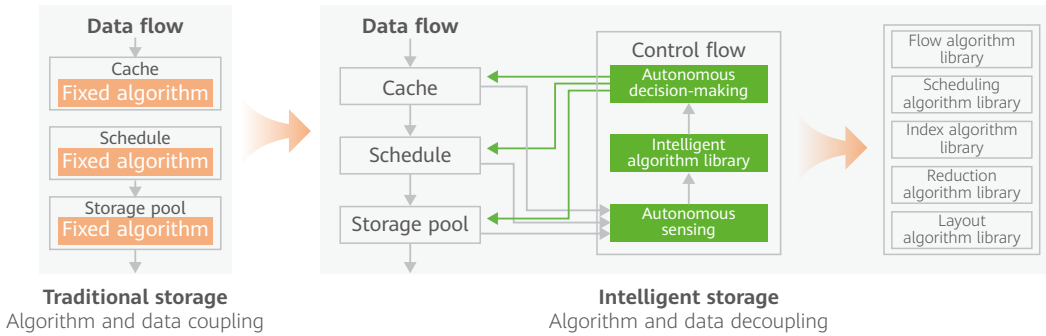 Data flow
Cache
Fixed algorithm
Schedule
Fixed algorithm
Storage pool
Fixed algorithm
Traditional storage
Algorithm and data coupling
Data flow
Cache
Schedule
Storage pool
Control flow
Autonomous
decision-making
Intelligent
algorithm library
Autonomous
sensing
Flow algorithm
library
Scheduling
algorithm library
Index algorithm
library
Reduction
algorithm library
Layout
algorithm library
Intelligent storage
Algorithm and data decoupling